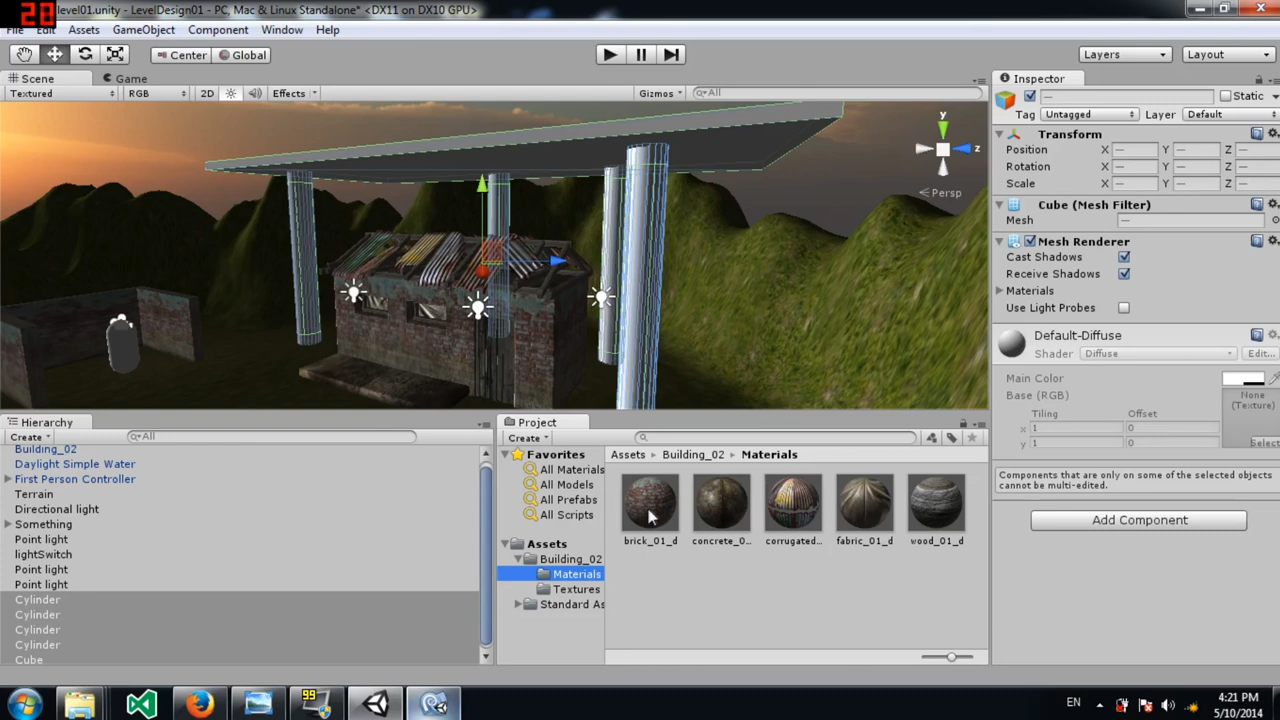 28
level01.unity - LevelDesign01 - PC, Mac & Linux Standalone* <DX11 on DX10 GPU>
File Edit Assets GameObject Component Window Help
Center Global Layers Layout
Scene Game
Textured RGB 2D Effects Gizmos All
y
z
Persp
Inspector
— Static
Tag Untagged Layer Default
Transform
Position X — Y — Z —
Rotation X — Y — Z —
Scale X — Y — Z —
Cube (Mesh Filter)
Mesh —
Mesh Renderer
Cast Shadows
Receive Shadows
Materials
Use Light Probes
Default-Diffuse
Shader Diffuse Edit...
Main Color
Base (RGB) None
(Texture)
Tiling Offset
x 1 0
y 1 0
Select
Components that are only on some of the selected objects
cannot be multi-edited.
Add Component
Hierarchy
Create All
Building_02
Daylight Simple Water
First Person Controller
Terrain
Directional light
Something
Point light
lightSwitch
Point light
Point light
Cylinder
Cylinder
Cylinder
Cylinder
Cube
Project
Create
Favorites
All Materials
All Models
All Prefabs
All Scripts
Assets
Building_02
Materials
Textures
Standard As
Assets Building_02 Materials
brick_01_d concrete_0... corrugated... fabric_01_d wood_01_d
99
EN
4:21 PM
5/10/2014